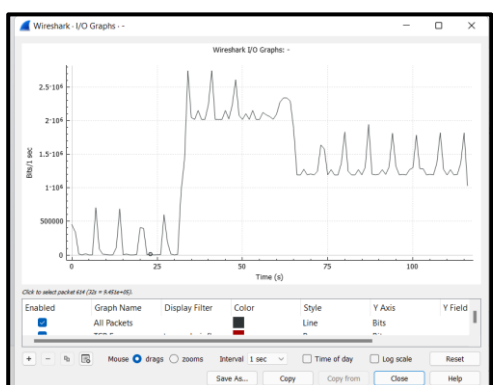 Wireshark · I/O Graphs · -
Wireshark I/O Graphs: -
2.5·10⁶
2·10⁶
1.5·10⁶
1·10⁶
500000
0
Bits/1 sec
0 25 50 75 100
Time (s)
Click to select packet 614 (32s = 9.451e+05).
Enabled Graph Name Display Filter Color Style Y Axis Y Field
All Packets Line Bits
+ - Mouse drags zooms Interval 1 sec Time of day Log scale Reset
Save As... Copy Copy from Close Help